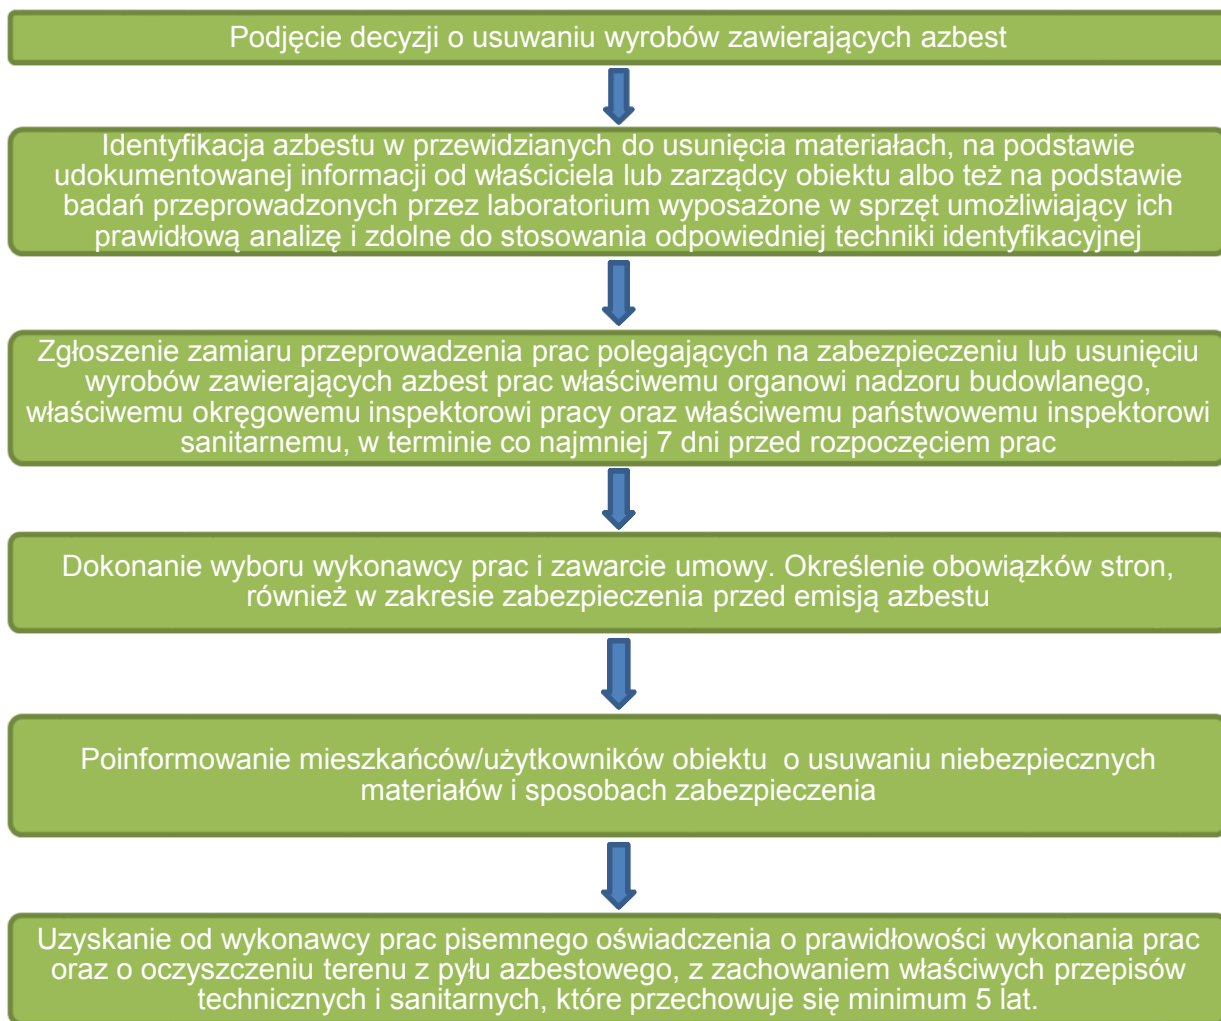 Podjęcie decyzji o usuwaniu wyrobów zawierających azbest
Identyfikacja azbestu w przewidzianych do usunięcia materiałach, na podstawie
udokumentowanej informacji od właściciela lub zarządcy obiektu albo też na podstawie
badań przeprowadzonych przez laboratorium wyposażone w sprzęt umożliwiający ich
prawidłową analizę i zdolne do stosowania odpowiedniej techniki identyfikacyjnej
Zgłoszenie zamiaru przeprowadzenia prac polegających na zabezpieczeniu lub usunięciu
wyrobów zawierających azbest prac właściwemu organowi nadzoru budowlanego,
właściwemu okręgowemu inspektorowi pracy oraz właściwemu państwowemu inspektorowi
sanitarnemu, w terminie co najmniej 7 dni przed rozpoczęciem prac
Dokonanie wyboru wykonawcy prac i zawarcie umowy. Określenie obowiązków stron,
również w zakresie zabezpieczenia przed emisją azbestu
Poinformowanie mieszkańców/użytkowników obiektu o usuwaniu niebezpiecznych
materiałów i sposobach zabezpieczenia
Uzyskanie od wykonawcy prac pisemnego oświadczenia o prawidłowości wykonania prac
oraz o oczyszczeniu terenu z pyłu azbestowego, z zachowaniem właściwych przepisów
technicznych i sanitarnych, które przechowuje się minimum 5 lat.